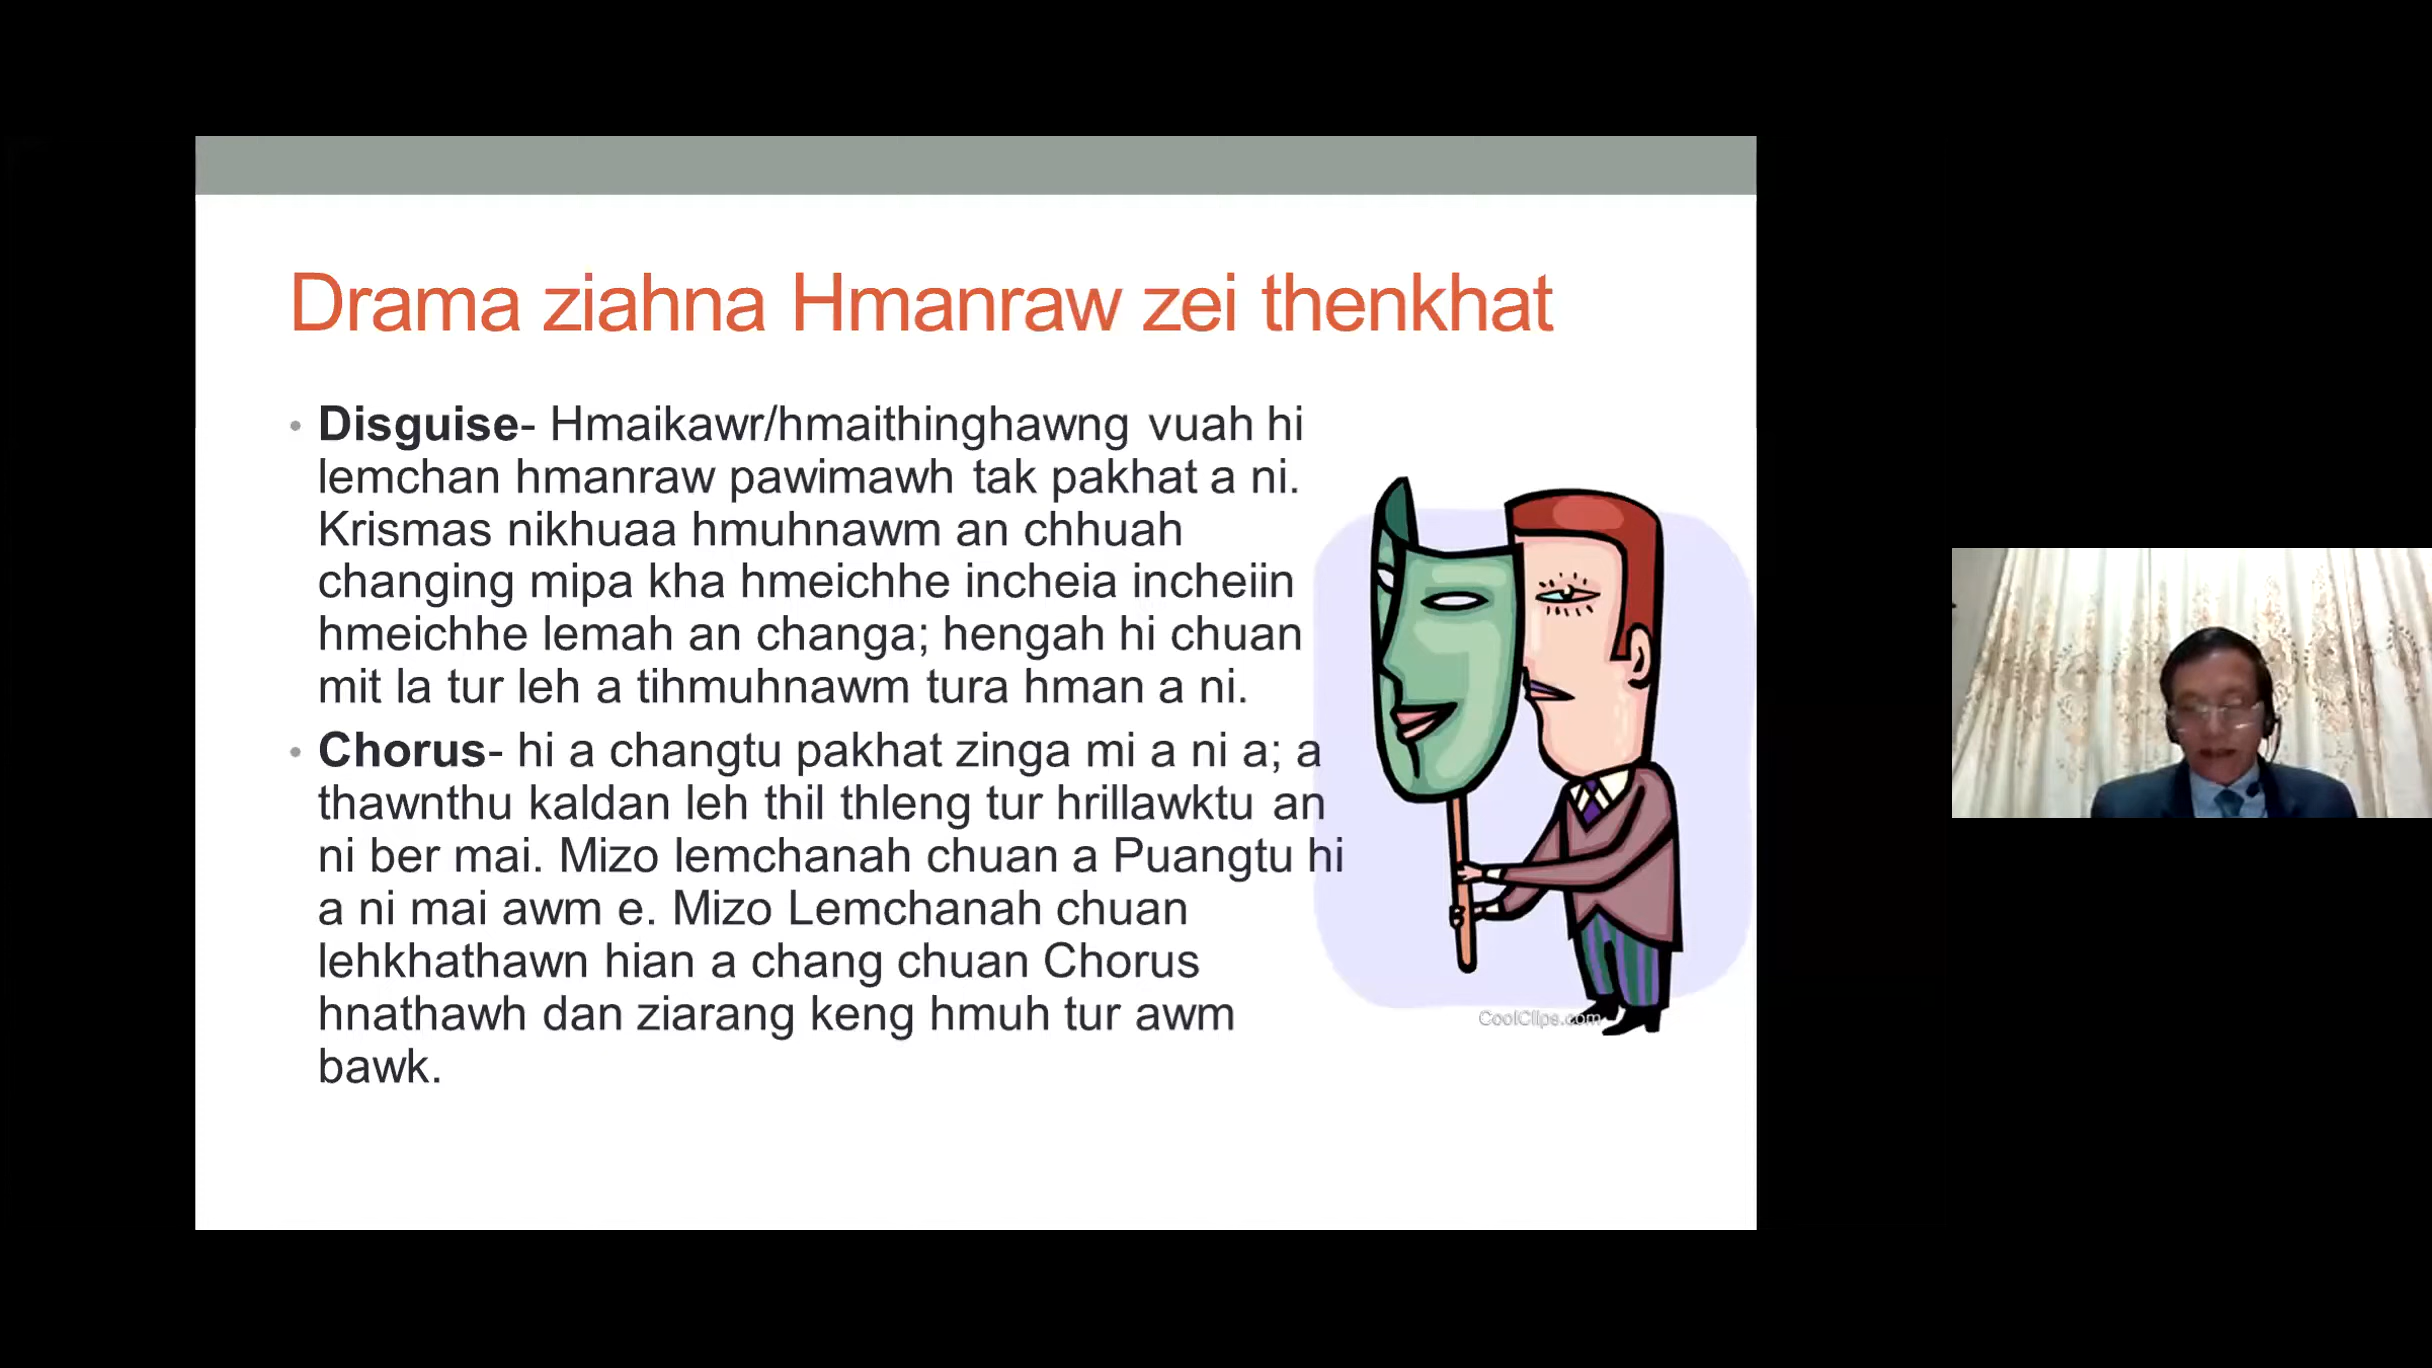 Drama ziahna Hmanraw zei thenkhat
• Disguise- Hmaikawr/hmaithinghawng vuah hi
lemchan hmanraw pawimawh tak pakhat a ni.
Krismas nikhuaa hmuhnawm an chhuah
changing mipa kha hmeichhe incheia incheiin
hmeichhe lemah an changa; hengah hi chuan
mit la tur leh a tihmuhnawm tura hman a ni.
• Chorus- hi a changtu pakhat zinga mi a ni a; a
thawnthu kaldan leh thil thleng tur hrillawktu an
ni ber mai. Mizo lemchanah chuan a Puangtu hi
a ni mai awm e. Mizo Lemchanah chuan
lehkhathawn hian a chang chuan Chorus
hnathawh dan ziarang keng hmuh tur awm
bawk.
CoolClips.com